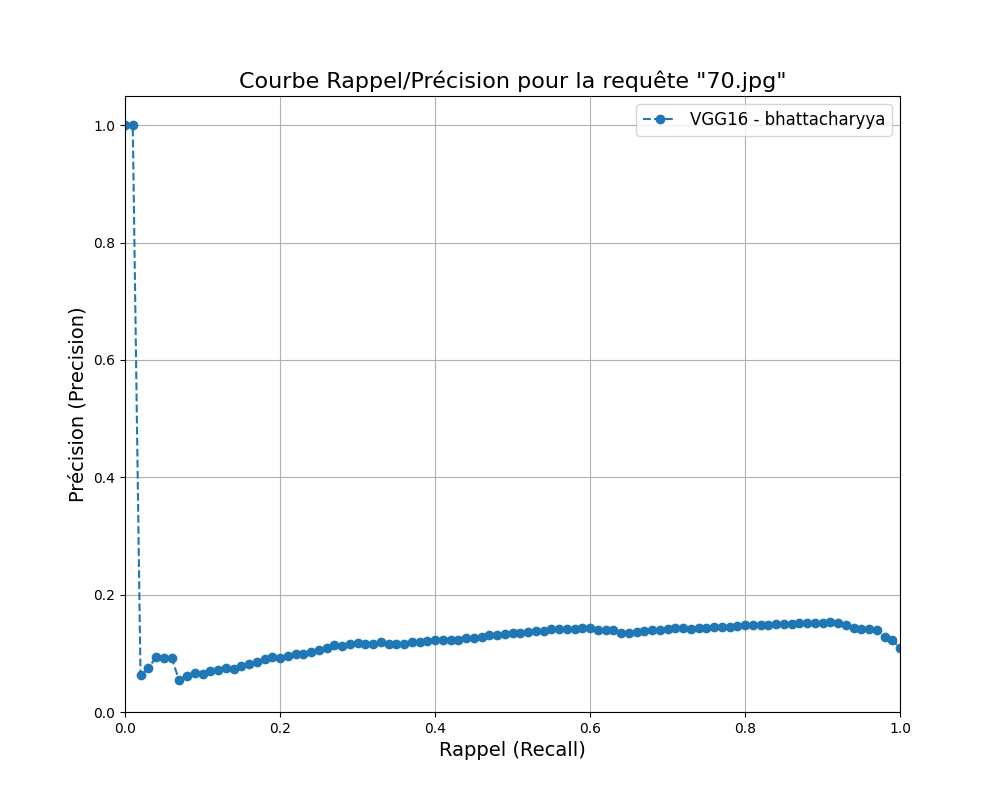 Courbe Rappel/Précision pour la requête "70.jpg"
VGG16 - bhattacharyya
Précision (Precision)
1.0
0.8
0.6
0.4
0.2
0.0
0.0 0.2 0.4 0.6 0.8 1.0
Rappel (Recall)